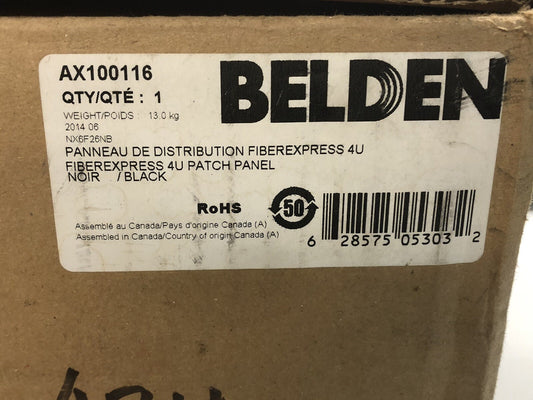 AX100116
BELDEN
QTY/QTÉ : 1
WEIGHT/POIDS : 13.0 kg
2014 06
NX6F26NB
PANNEAU DE DISTRIBUTION FIBEREXPRESS 4U
FIBEREXPRESS 4U PATCH PANEL
NOIR / BLACK
RoHS
50
Assemblé au Canada/Pays d'origine Canada (A)
Assembled in Canada/Country of origin Canada (A)
6 28575 05303 2